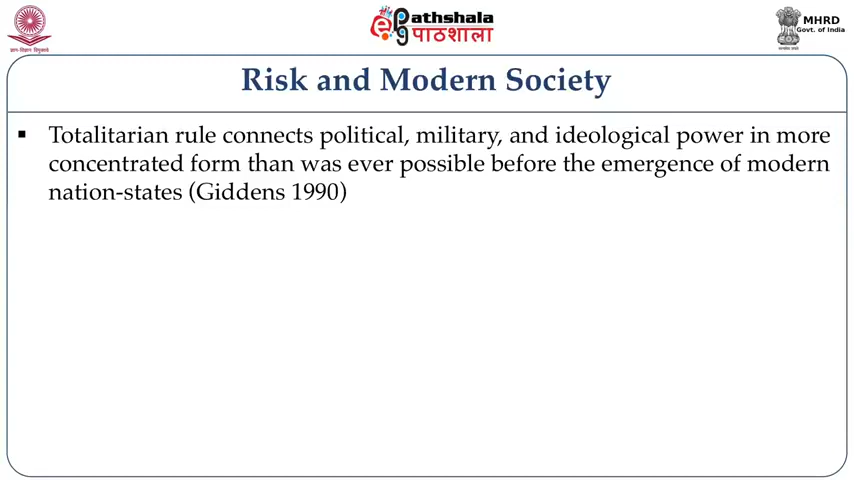 ePathshala
पाठशाला
MHRD
Govt. of India
Risk and Modern Society
▪ Totalitarian rule connects political, military, and ideological power in more
concentrated form than was ever possible before the emergence of modern
nation-states (Giddens 1990)